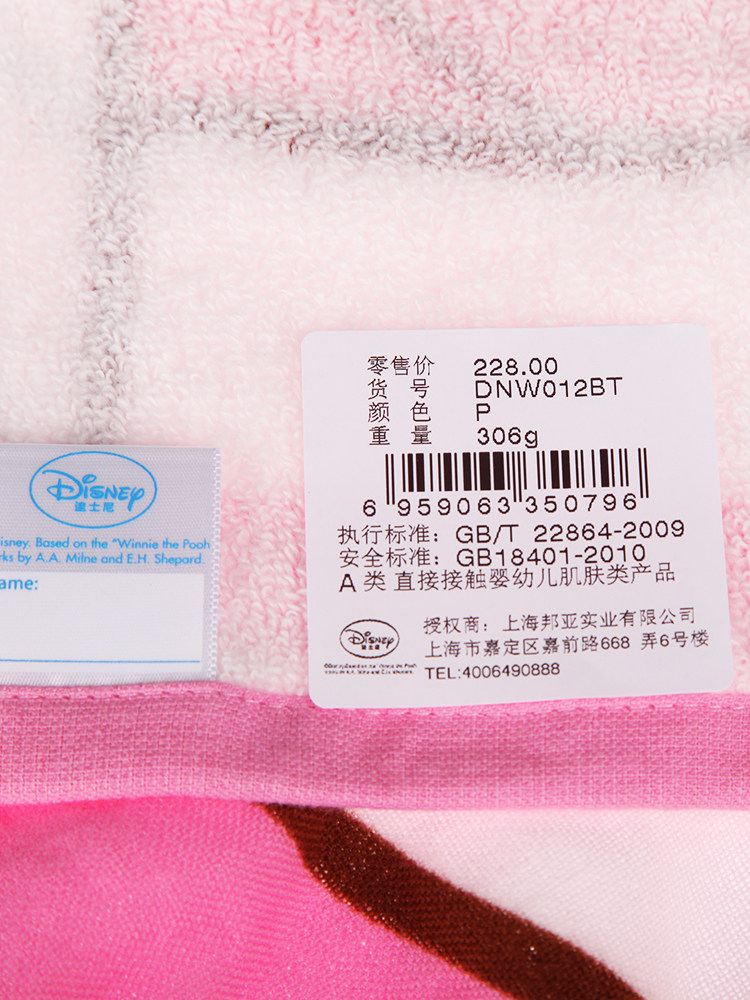 零售价 228.00
货 号 DNW012BT
颜 色 P
重 量 306g
6 959063 350796
执行标准: GB/T 22864-2009
安全标准: GB18401-2010
A 类 直接接触婴幼儿肌肤类产品
Disney
迪士尼
授权商: 上海邦亚实业有限公司
上海市嘉定区嘉前路668 弄6号楼
TEL:4006490888
Disney
迪士尼
isney. Based on the "Winnie the Pooh
rks by A.A. Milne and E.H. Shepard.
ame: